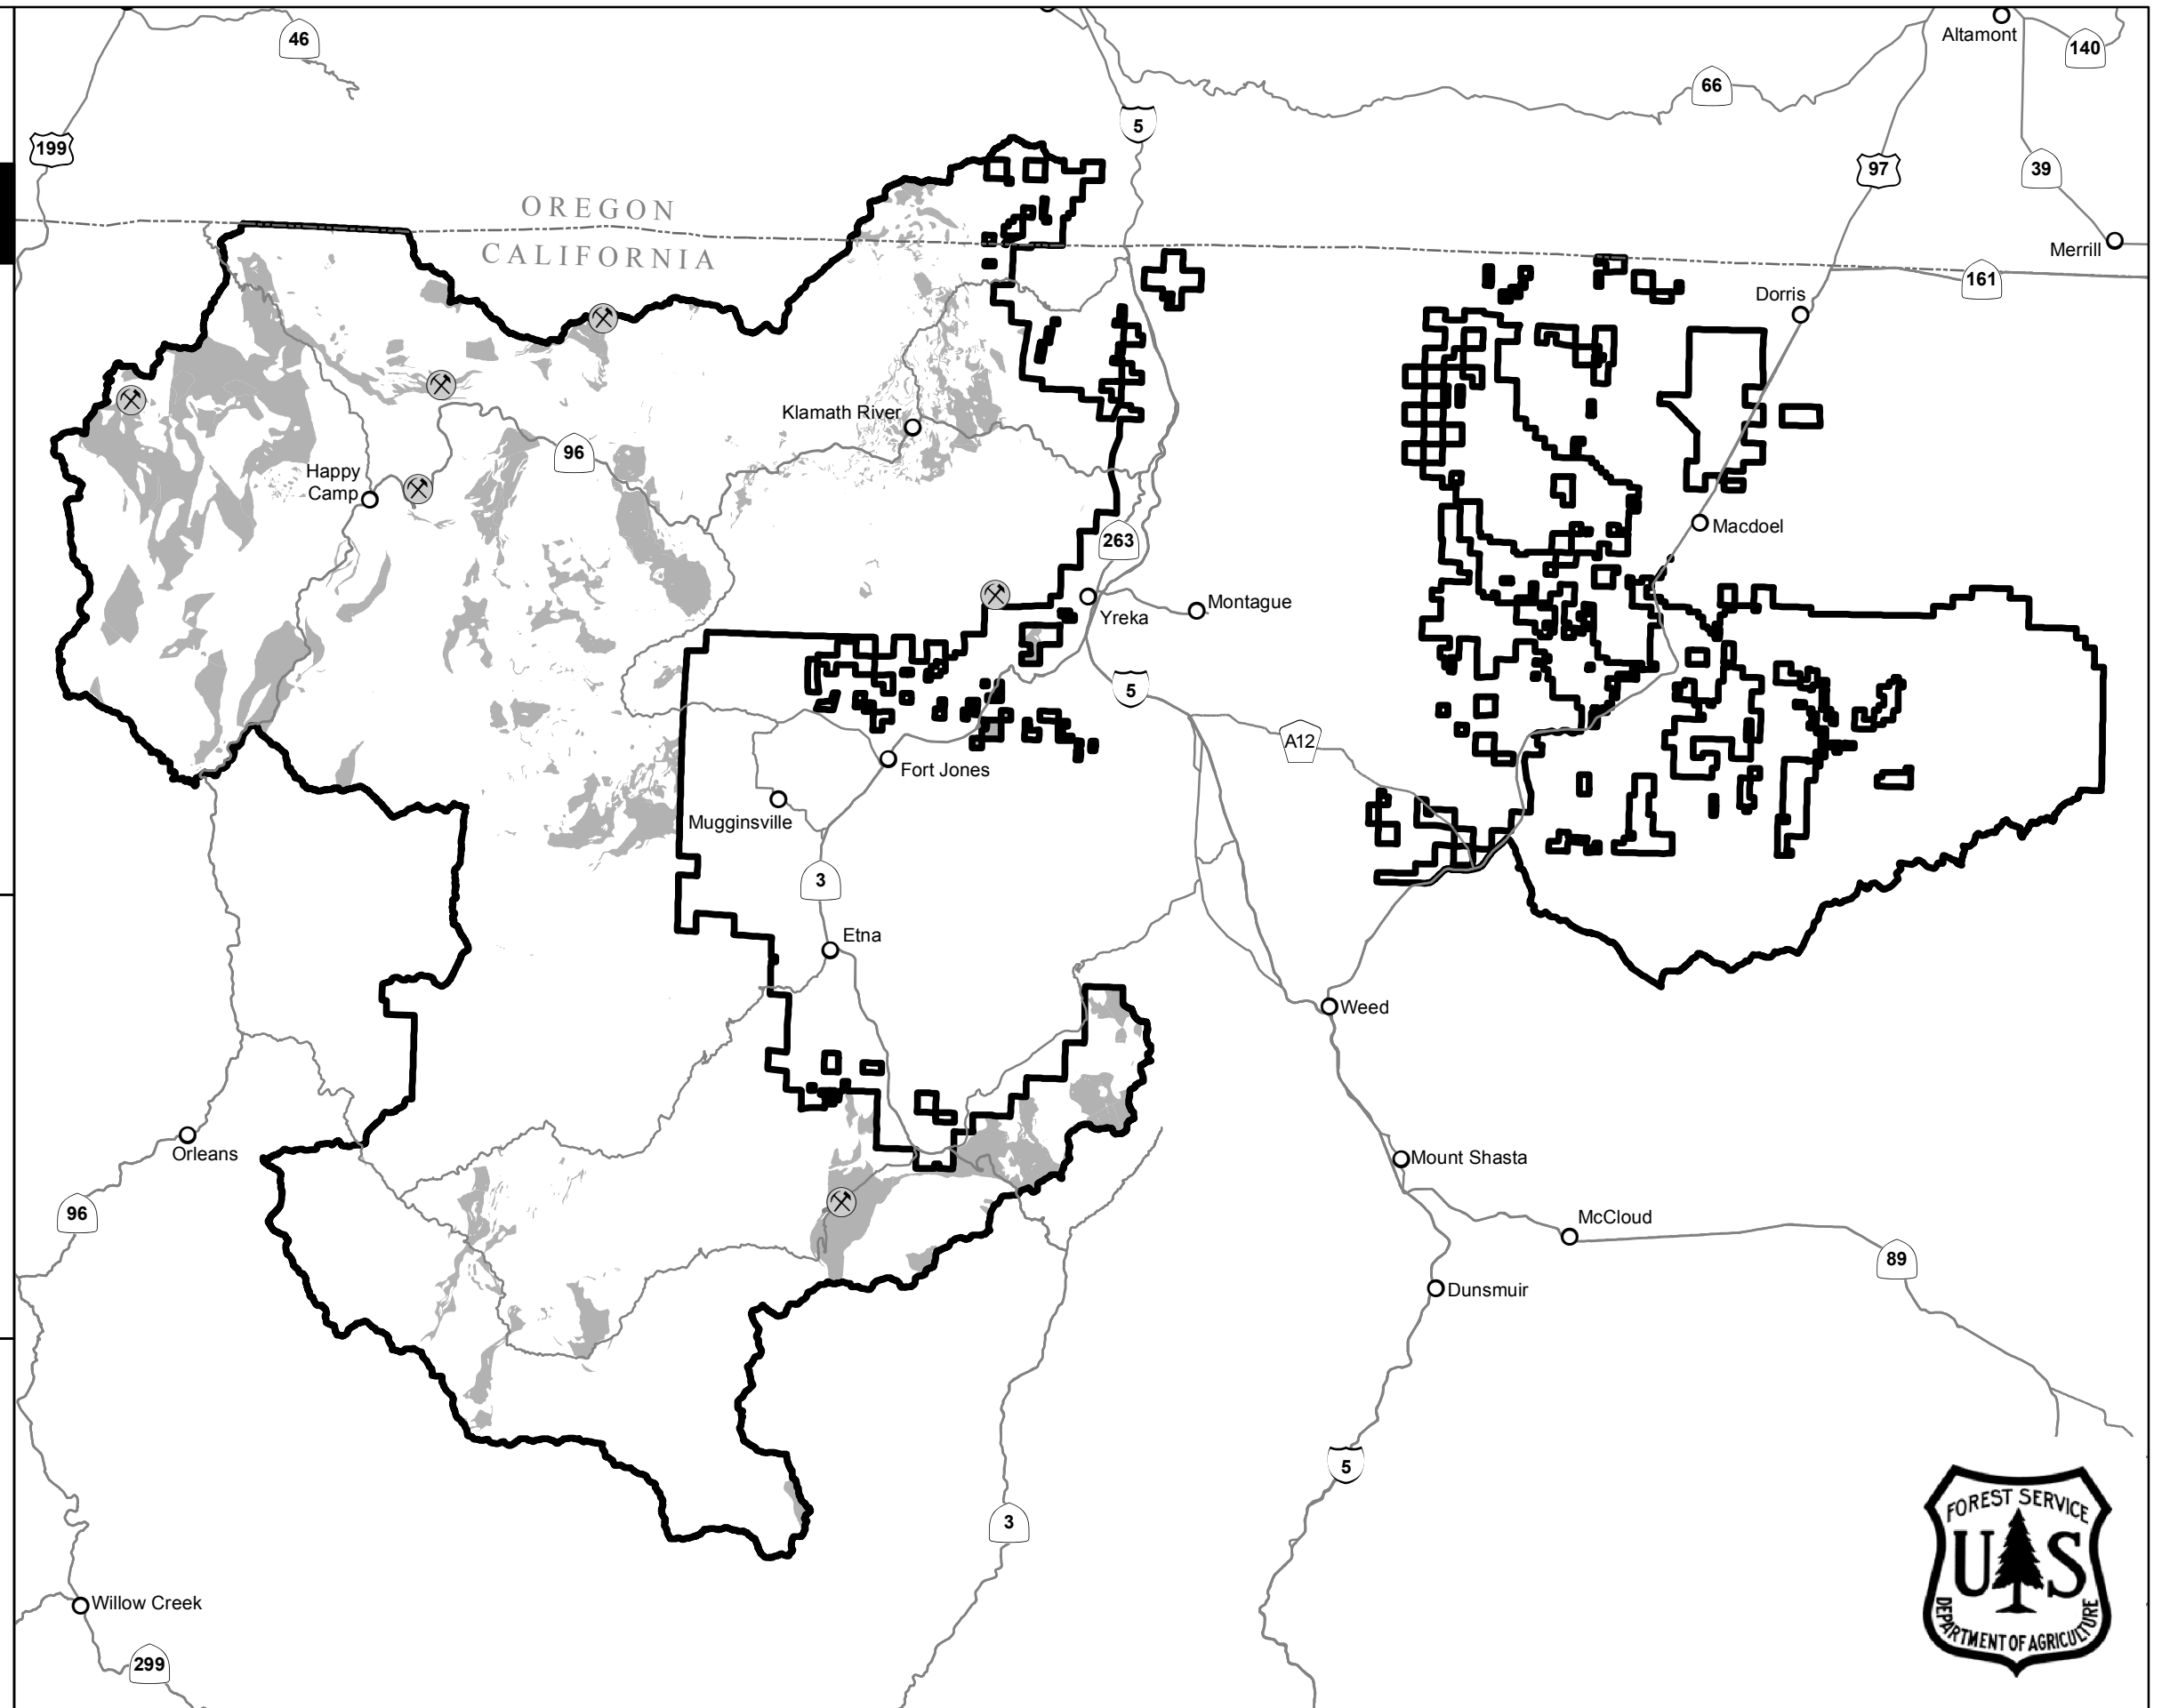 46
Altamont
140
66
5
199
97
39
OREGON
CALIFORNIA
Merrill
161
Dorris
Klamath River
96
Happy
Camp
Macdoel
263
Yreka
Montague
5
A12
Fort Jones
Mugginsville
3
Etna
Weed
Orleans
Mount Shasta
96
McCloud
89
Dunsmuir
5
3
FOREST SERVICE
U S
DEPARTMENT OF AGRICULTURE
Willow Creek
299